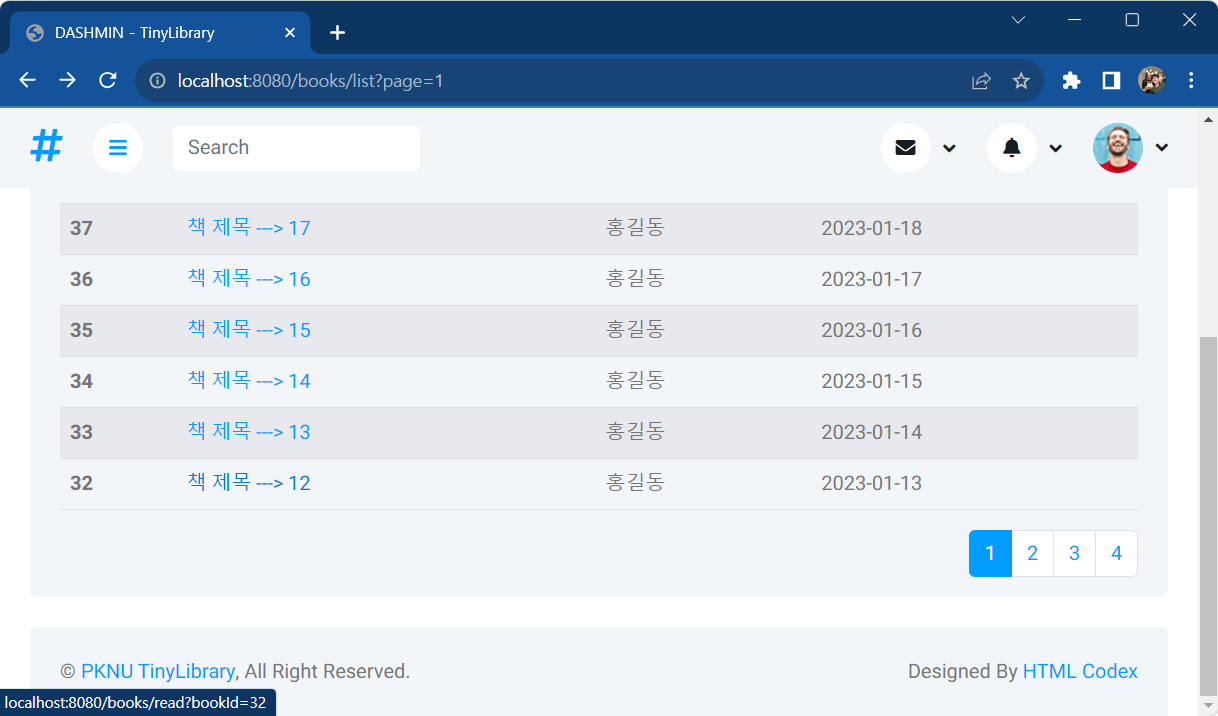 DASHMIN - TinyLibrary
localhost:8080/books/list?page=1
# Search
37 책 제목 ---> 17 홍길동 2023-01-18
36 책 제목 ---> 16 홍길동 2023-01-17
35 책 제목 ---> 15 홍길동 2023-01-16
34 책 제목 ---> 14 홍길동 2023-01-15
33 책 제목 ---> 13 홍길동 2023-01-14
32 책 제목 ---> 12 홍길동 2023-01-13
1 2 3 4
© PKNU TinyLibrary, All Right Reserved. Designed By HTML Codex
localhost:8080/books/read?bookId=32